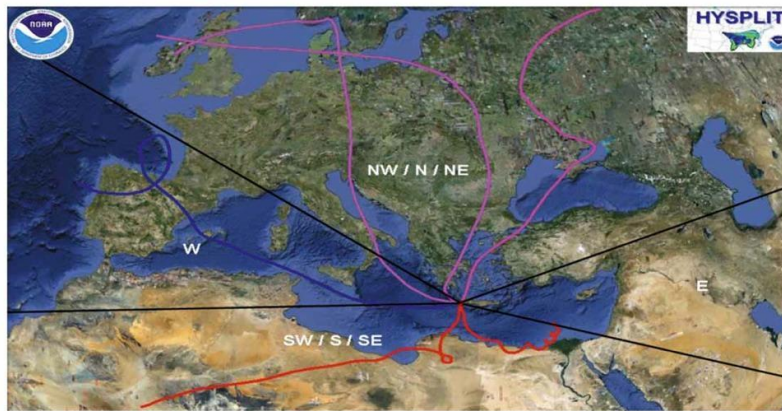 NOAA
HYSPLIT
NW / N / NE
W
E
SW / S / SE